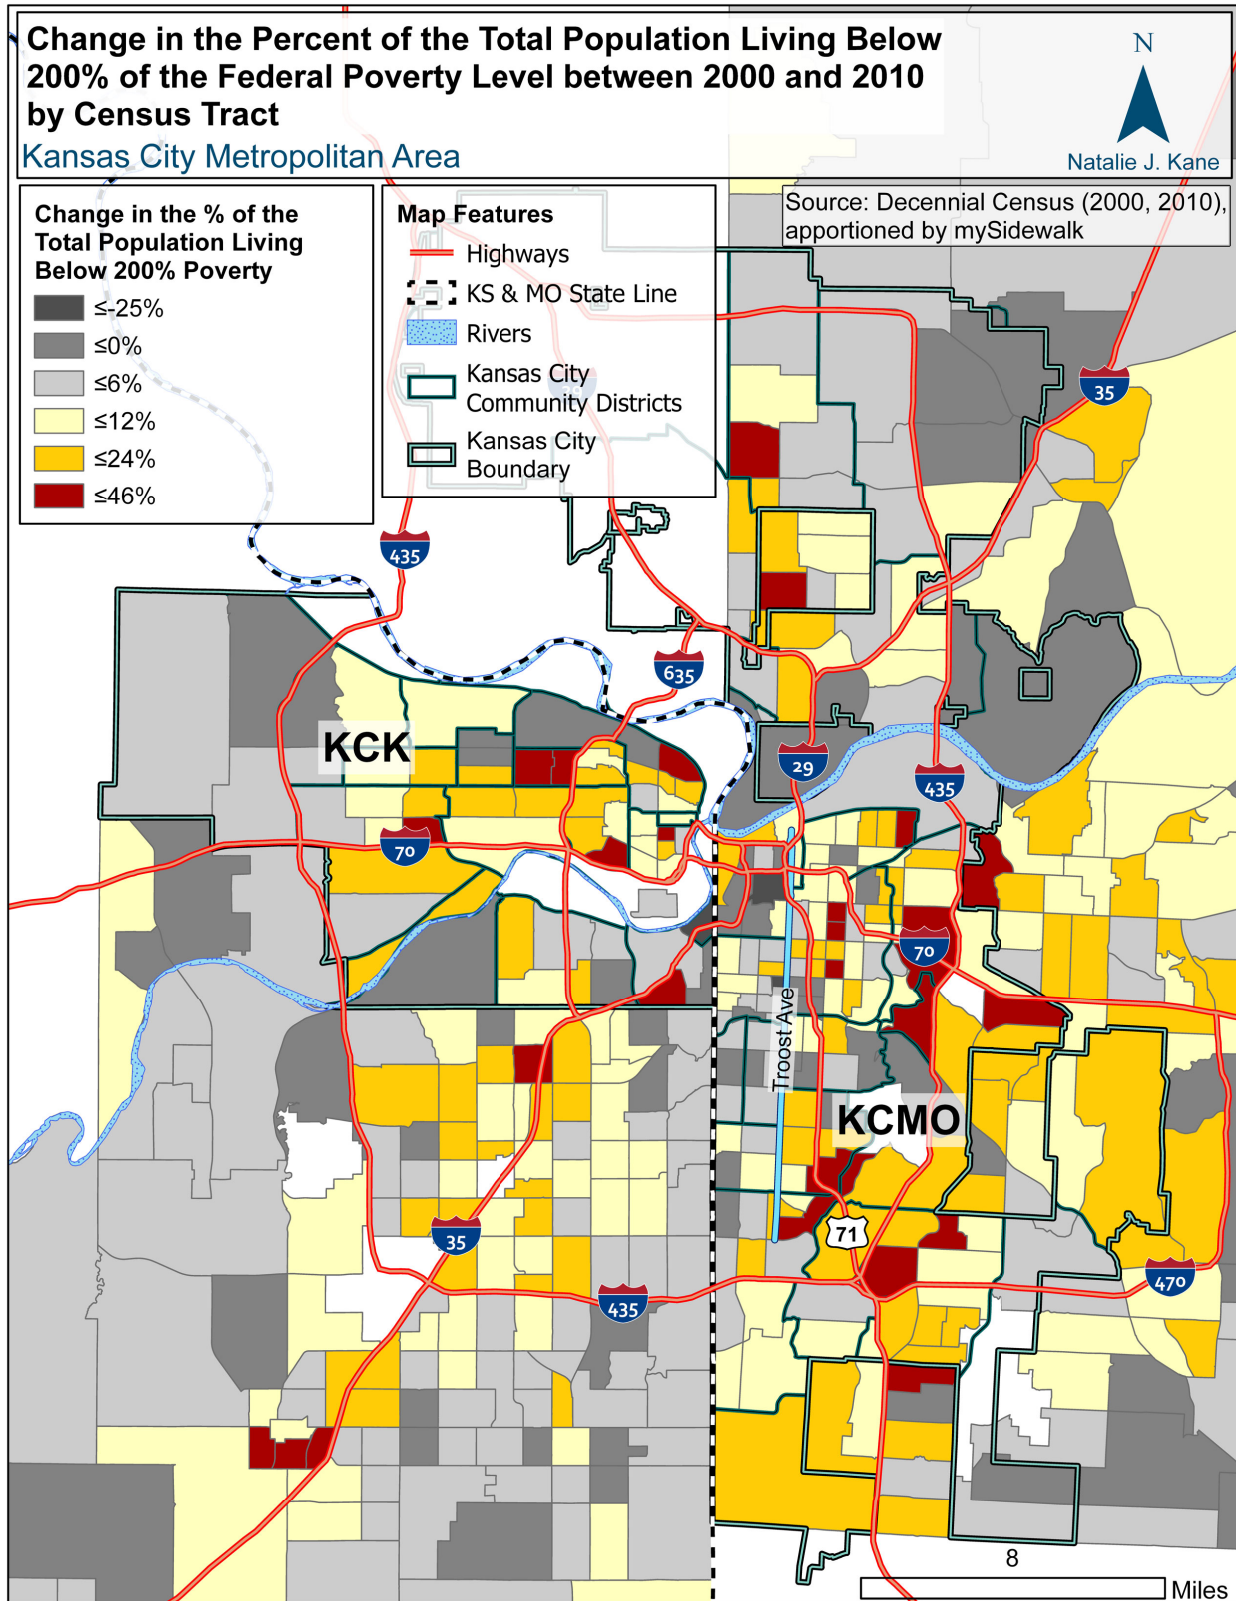 Change in the Percent of the Total Population Living Below
200% of the Federal Poverty Level between 2000 and 2010
by Census Tract
Kansas City Metropolitan Area
N
Natalie J. Kane
Source: Decennial Census (2000, 2010),
apportioned by mySidewalk
Change in the % of the
Total Population Living
Below 200% Poverty
≤-25%
≤0%
≤6%
≤12%
≤24%
≤46%
Map Features
Highways
KS & MO State Line
Rivers
Kansas City
Community Districts
Kansas City
Boundary
35
435
635
KCK
29
435
70
70
Troost Ave
KCMO
71
35
470
435
8
Miles